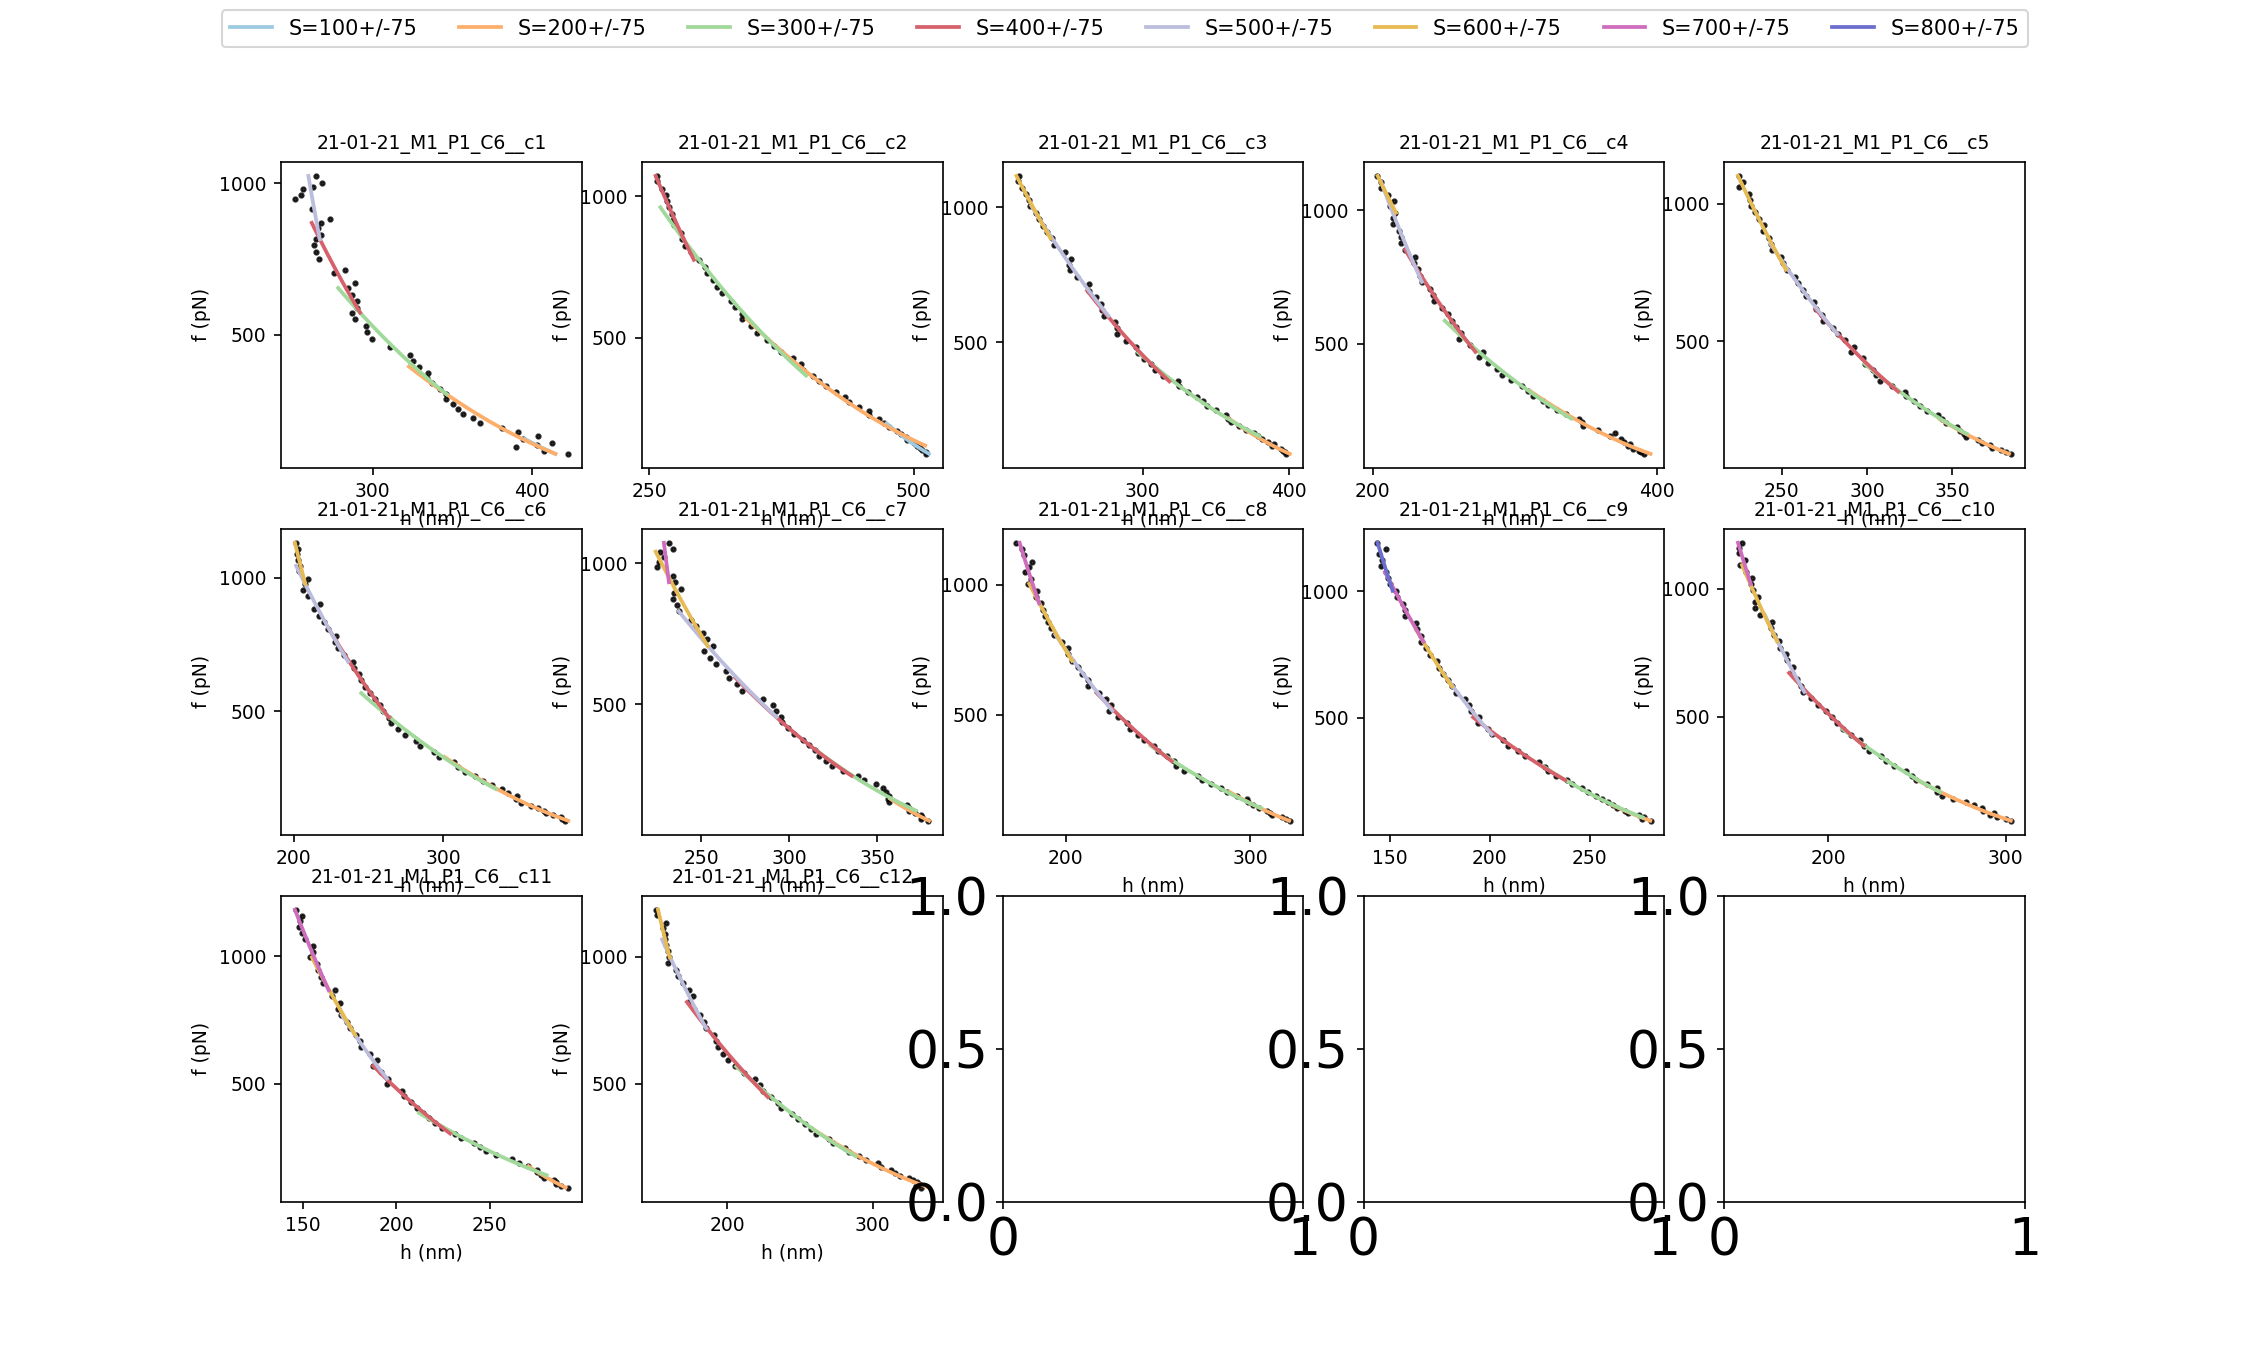 S=100+/-75 S=200+/-75 S=300+/-75 S=400+/-75 S=500+/-75 S=600+/-75 S=700+/-75 S=800+/-75
21-01-21_M1_P1_C6__c1 21-01-21_M1_P1_C6__c2 21-01-21_M1_P1_C6__c3 21-01-21_M1_P1_C6__c4 21-01-21_M1_P1_C6__c5
1000 1000 1000 1000 1000
f (pN) f (pN) f (pN) f (pN) f (pN)
500 500 500 500 500
300 400 250 500 300 400 200 400 250 300 350
h (nm) h (nm) h (nm) h (nm) h (nm)
21-01-21_M1_P1_C6__c6 21-01-21_M1_P1_C6__c7 21-01-21_M1_P1_C6__c8 21-01-21_M1_P1_C6__c9 21-01-21_M1_P1_C6__c10
1000 1000 1000 1000 1000
f (pN) f (pN) f (pN) f (pN) f (pN)
500 500 500 500 500
200 300 250 300 350 200 300 150 200 250 200 300
h (nm) h (nm) h (nm) h (nm) h (nm)
21-01-21_M1_P1_C6__c11 21-01-21_M1_P1_C6__c12
1.0 1.0 1.0
1000 1000
f (pN) f (pN)
0.5 0.5 0.5
500 500
0.0 0.0 0.0
150 200 250 200 300 0 1 0 1 0 1
h (nm) h (nm)